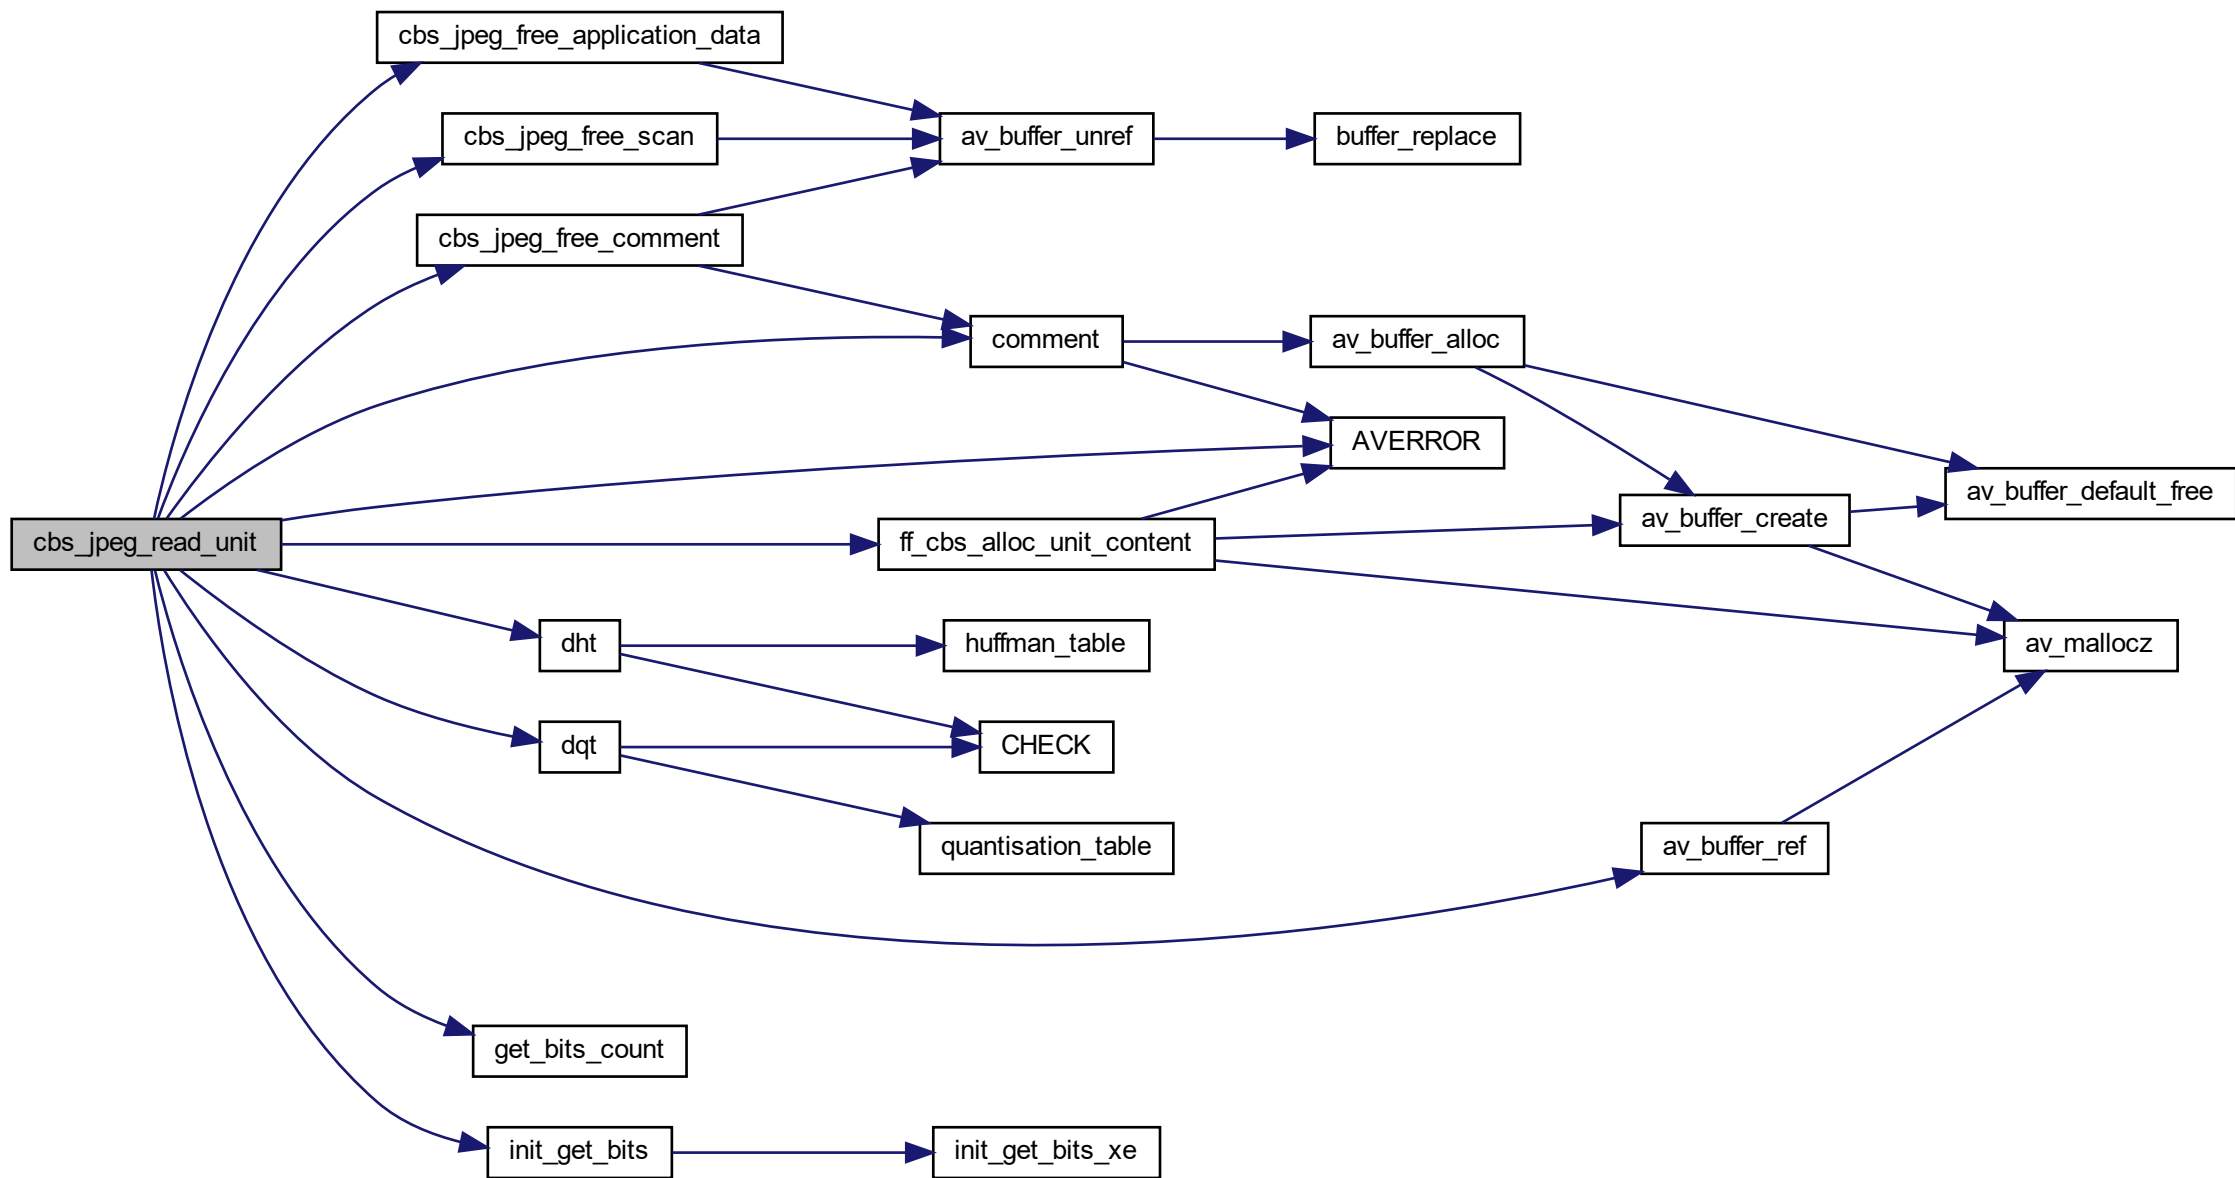 cbs_jpeg_free_application_data
cbs_jpeg_free_scan
av_buffer_unref
buffer_replace
cbs_jpeg_free_comment
comment
av_buffer_alloc
AVERROR
av_buffer_default_free
cbs_jpeg_read_unit
ff_cbs_alloc_unit_content
av_buffer_create
dht
huffman_table
av_mallocz
dqt
CHECK
quantisation_table
av_buffer_ref
get_bits_count
init_get_bits
init_get_bits_xe